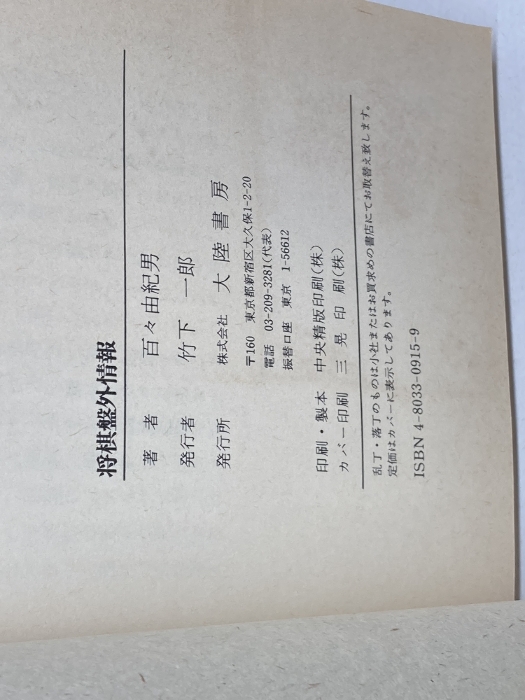 将棋盤外情報
著者 百々由紀男
発行者 竹下一郎
発行所 株式会社 大陸書房
〒160 東京都新宿区大久保1-2-20
電話 03-209-3281(代表)
振替口座 東京 1-56612
印刷・製本 中央精版印刷(株)
カバー印刷 三晃印刷(株)
乱丁・落丁のものは小社またはお買求めの書店にてお取替え致します。
定価はカバーに表示してあります。
ISBN 4-8033-0915-9